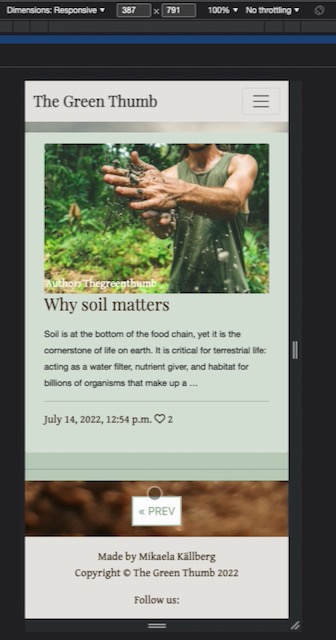 Dimensions: Responsive ▾ 387 x 791 100% ▾ No throttling ▾
The Green Thumb
Author: Thegreenthumb
Why soil matters
Soil is at the bottom of the food chain, yet it is the
cornerstone of life on earth. It is critical for terrestrial life:
acting as a water filter, nutrient giver, and habitat for
billions of organisms that make up a …
July 14, 2022, 12:54 p.m. 2
« PREV
Made by Mikaela Källberg
Copyright © The Green Thumb 2022
Follow us: